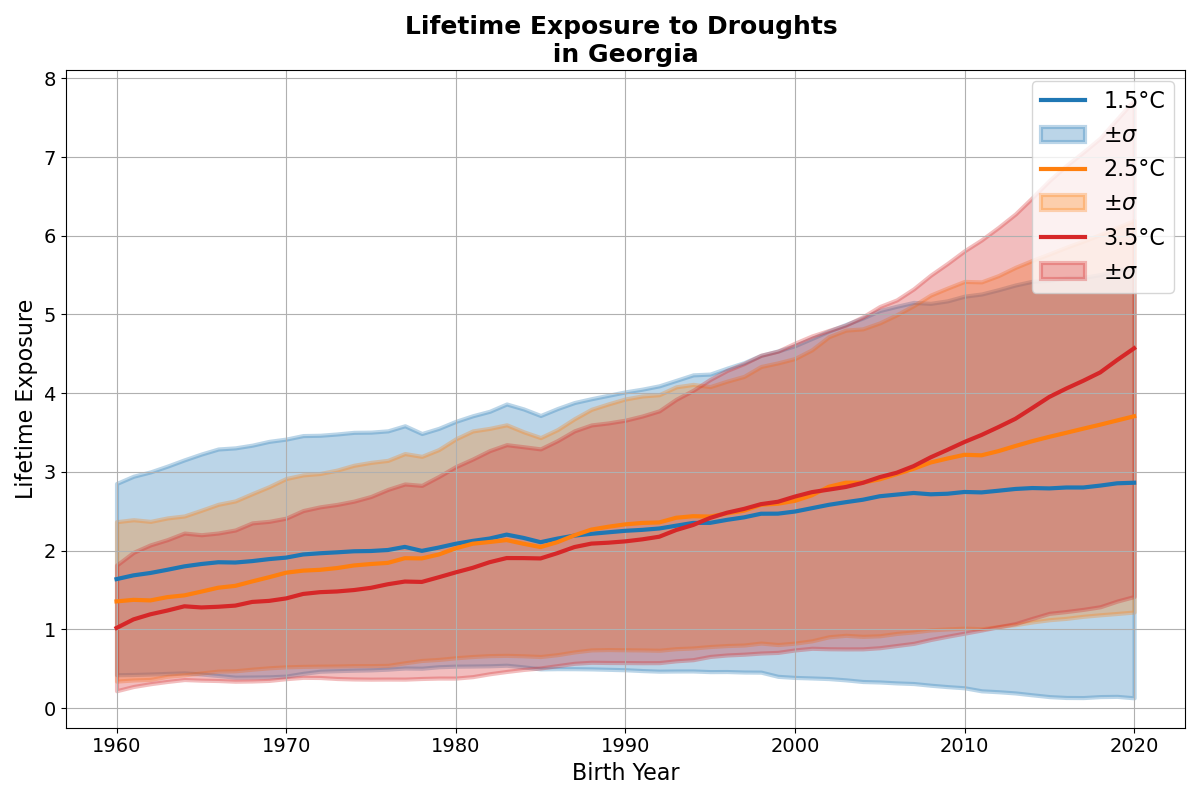 Lifetime Exposure to Droughts
in Georgia
8
7
6
5
4
3
2
1
0
Lifetime Exposure
1.5°C
±σ
2.5°C
±σ
3.5°C
±σ
1960 1970 1980 1990 2000 2010 2020
Birth Year